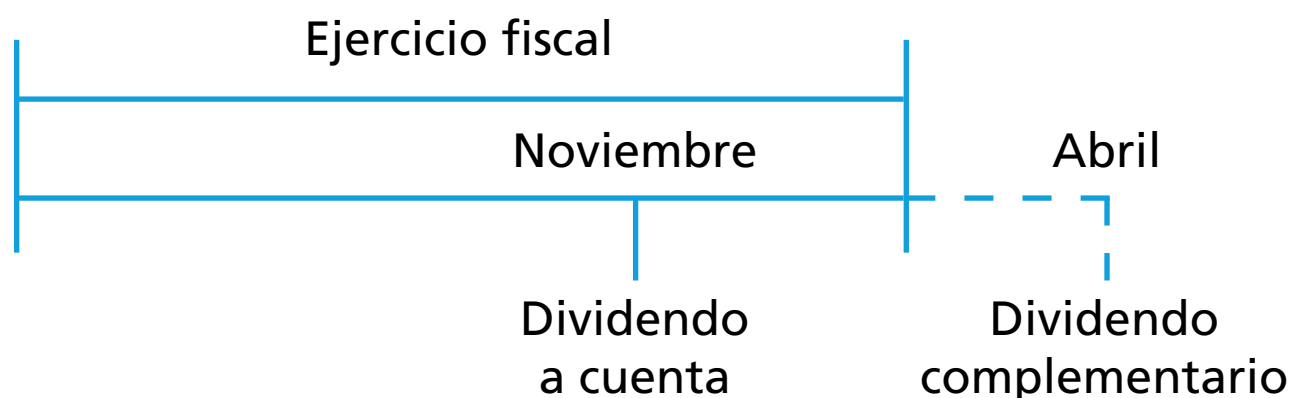 Ejercicio fiscal
Noviembre
Abril
Dividendo
a cuenta
Dividendo
complementario